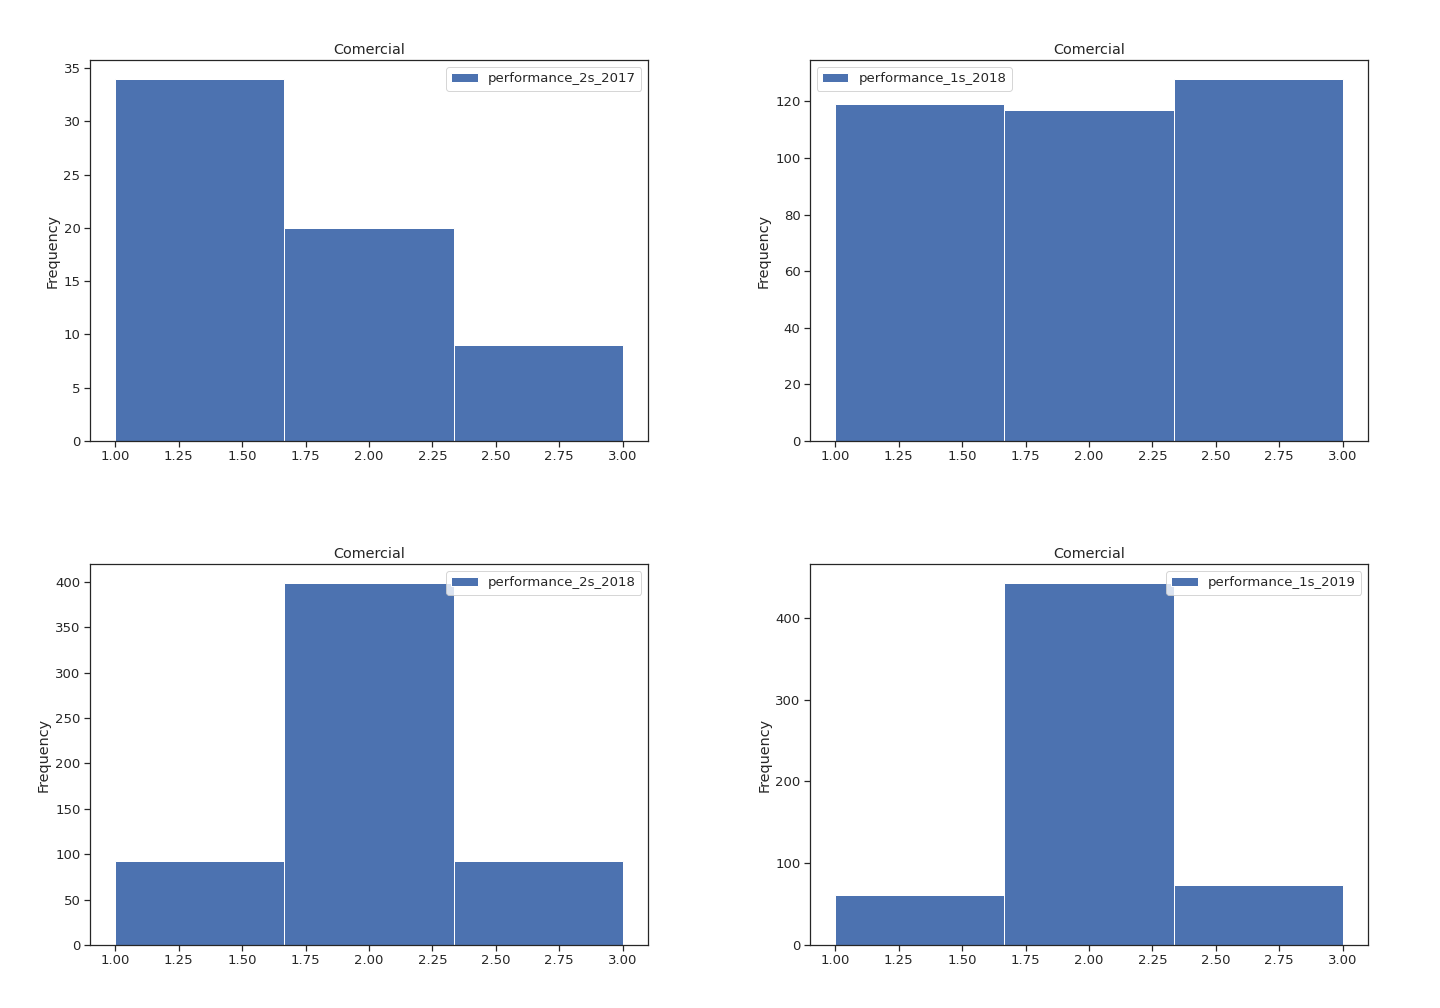 Comercial
performance_2s_2017
Frequency
35
30
25
20
15
10
5
0
1.00 1.25 1.50 1.75 2.00 2.25 2.50 2.75 3.00
Comercial
performance_1s_2018
Frequency
120
100
80
60
40
20
0
1.00 1.25 1.50 1.75 2.00 2.25 2.50 2.75 3.00
Comercial
performance_2s_2018
Frequency
400
350
300
250
200
150
100
50
0
1.00 1.25 1.50 1.75 2.00 2.25 2.50 2.75 3.00
Comercial
performance_1s_2019
Frequency
400
300
200
100
0
1.00 1.25 1.50 1.75 2.00 2.25 2.50 2.75 3.00